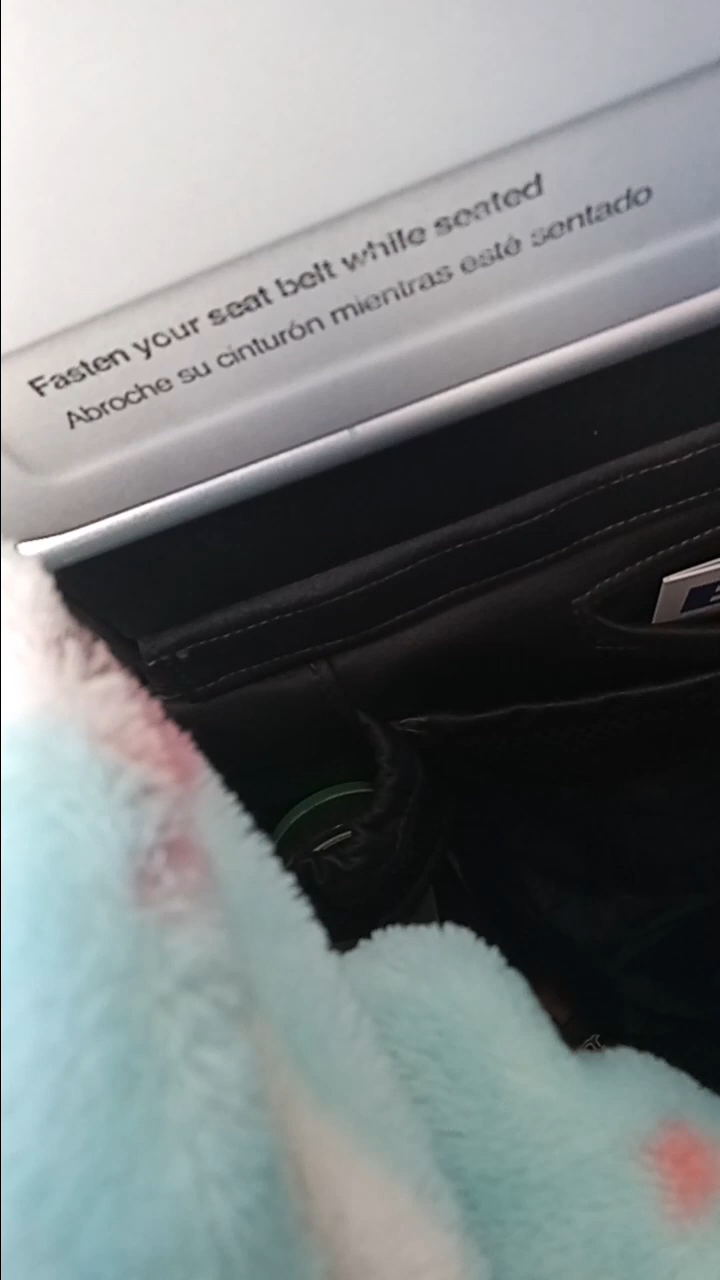 Fasten your seat belt while seated
Abroche su cinturón mientras esté sentado